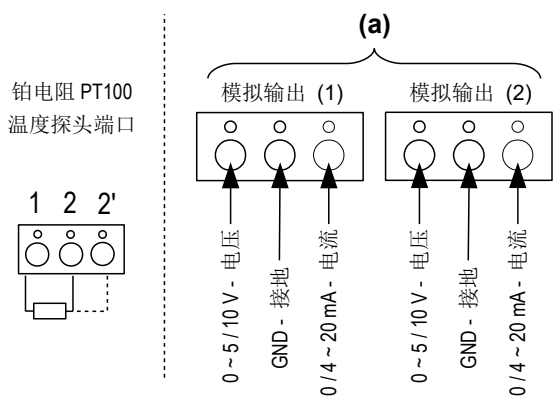 (a)
铂电阻 PT100
温度探头端口
1 2 2'
模拟输出 (1)
0 ~ 5 / 10 V - 电压
GND - 接地
0 / 4 ~ 20 mA - 电流
模拟输出 (2)
0 ~ 5 / 10 V - 电压
GND - 接地
0 / 4 ~ 20 mA - 电流